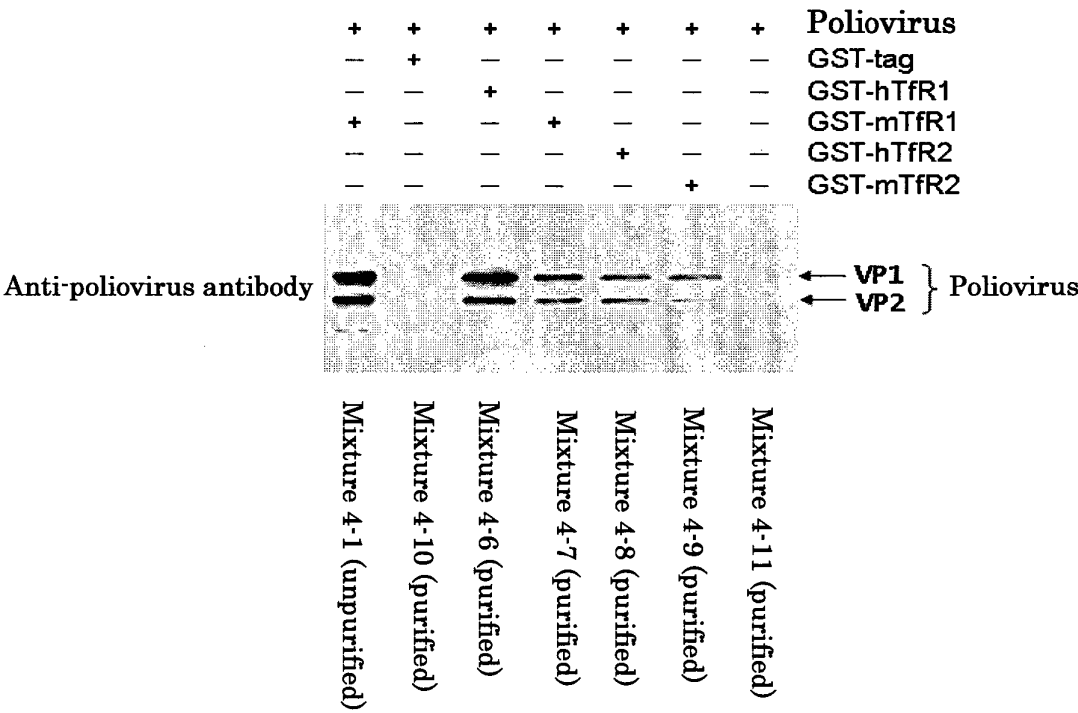 + + + + + + + Poliovirus
— + — — — — — GST-tag
— — + — — — — GST-hTfR1
+ — — + — — — GST-mTfR1
— — — — + — — GST-hTfR2
— — — — — + — GST-mTfR2
Anti-poliovirus antibody
VP1
VP2
Poliovirus
Mixture 4-1 (unpurified)
Mixture 4-10 (purified)
Mixture 4-6 (purified)
Mixture 4-7 (purified)
Mixture 4-8 (purified)
Mixture 4-9 (purified)
Mixture 4-11 (purified)